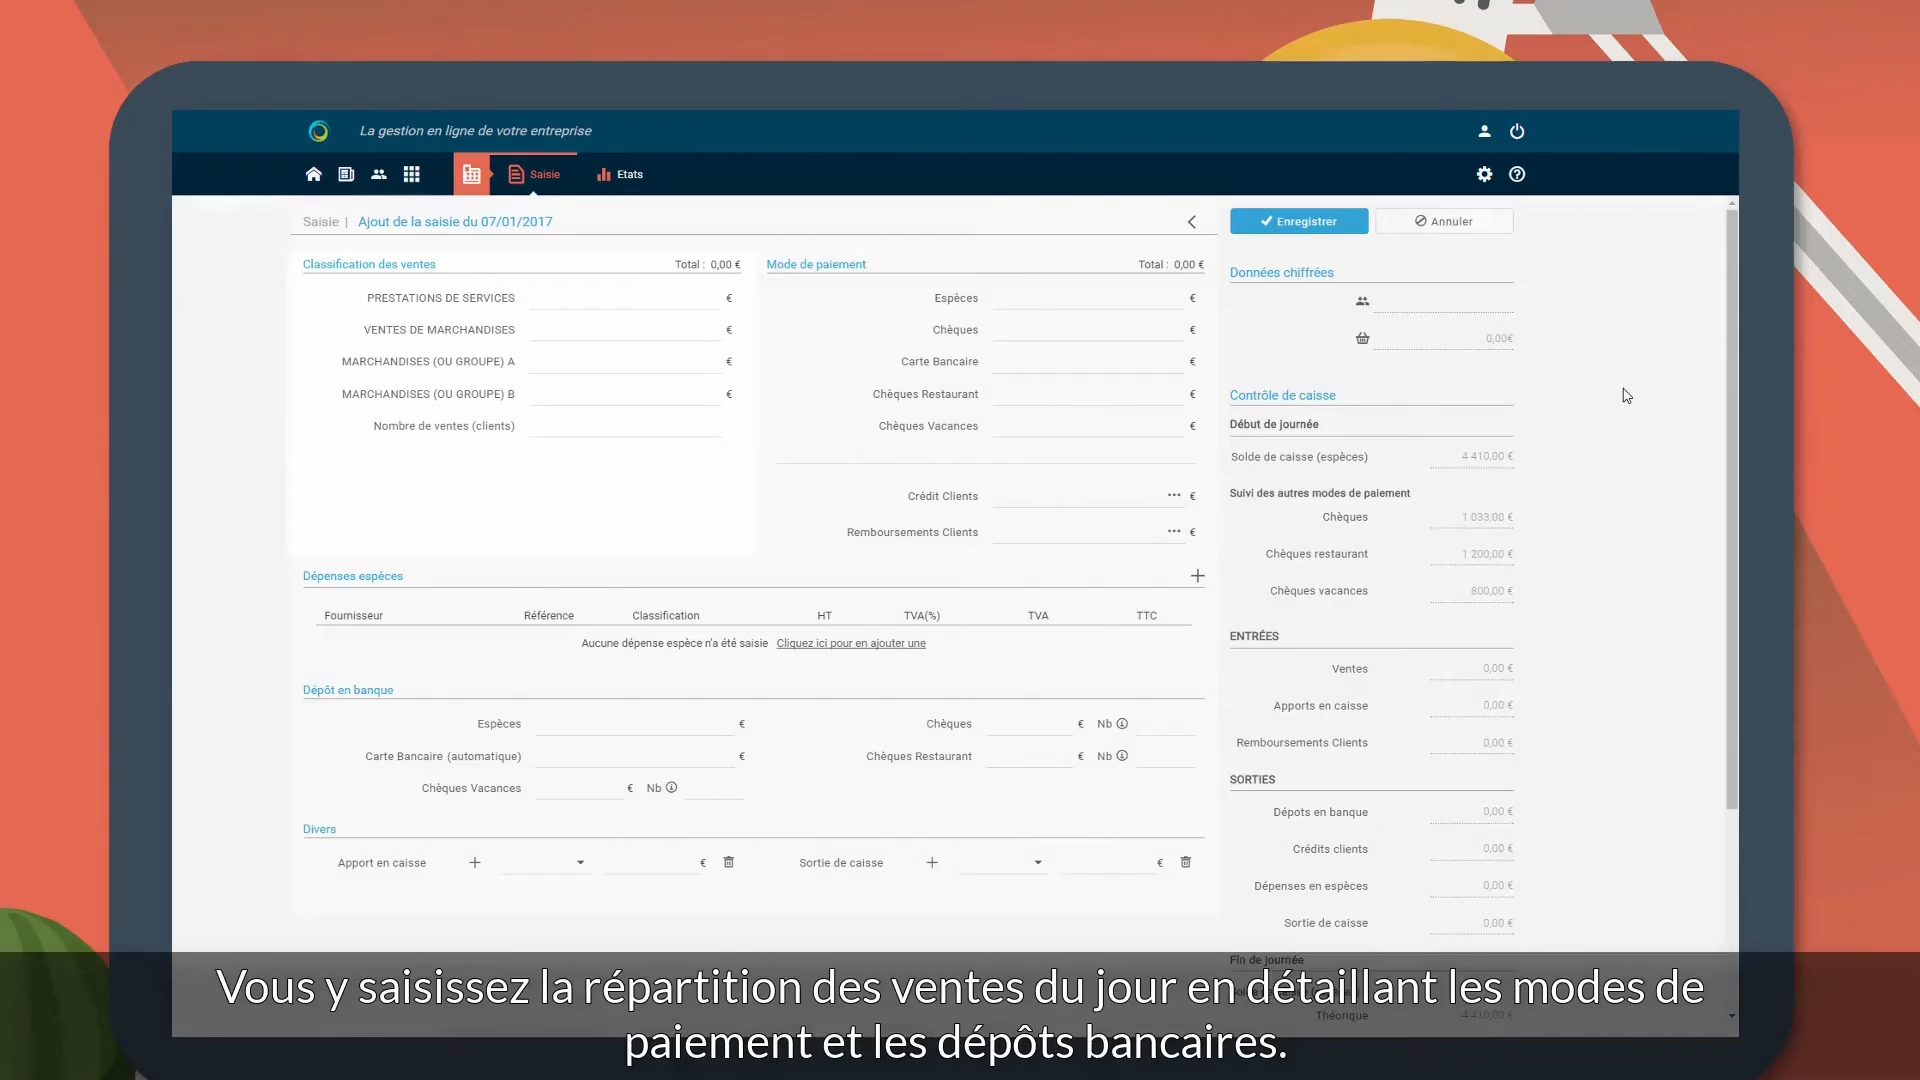 La gestion en ligne de votre entreprise
Saisie
Etats
Saisie | Ajout de la saisie du 07/01/2017
Enregistrer
Annuler
Classification des ventes Total : 0,00 €
PRESTATIONS DE SERVICES €
VENTES DE MARCHANDISES €
MARCHANDISES (OU GROUPE) A €
MARCHANDISES (OU GROUPE) B €
Nombre de ventes (clients)
Mode de paiement Total : 0,00 €
Espèces €
Chèques €
Carte Bancaire €
Chèques Restaurant €
Chèques Vacances €
Crédit Clients ... €
Remboursements Clients ... €
Dépenses espèces
Fournisseur Référence Classification HT TVA(%) TVA TTC
Aucune dépense espèce n'a été saisie Cliquez ici pour en ajouter une
Dépôt en banque
Espèces € Chèques € Nb
Carte Bancaire (automatique) € Chèques Restaurant € Nb
Chèques Vacances € Nb
Divers
Apport en caisse € Sortie de caisse €
Données chiffrées
0,00€
Contrôle de caisse
Début de journée
Solde de caisse (espèces) 4 410,00 €
Suivi des autres modes de paiement
Chèques 1 033,00 €
Chèques restaurant 1 200,00 €
Chèques vacances 800,00 €
ENTRÉES
Ventes 0,00 €
Apports en caisse 0,00 €
Remboursements Clients 0,00 €
SORTIES
Dépots en banque 0,00 €
Crédits clients 0,00 €
Dépenses en espèces 0,00 €
Sortie de caisse 0,00 €
Fin de journée
Théorique 4 410,00 €
Vous y saisissez la répartition des ventes du jour en détaillant les modes de
paiement et les dépôts bancaires.